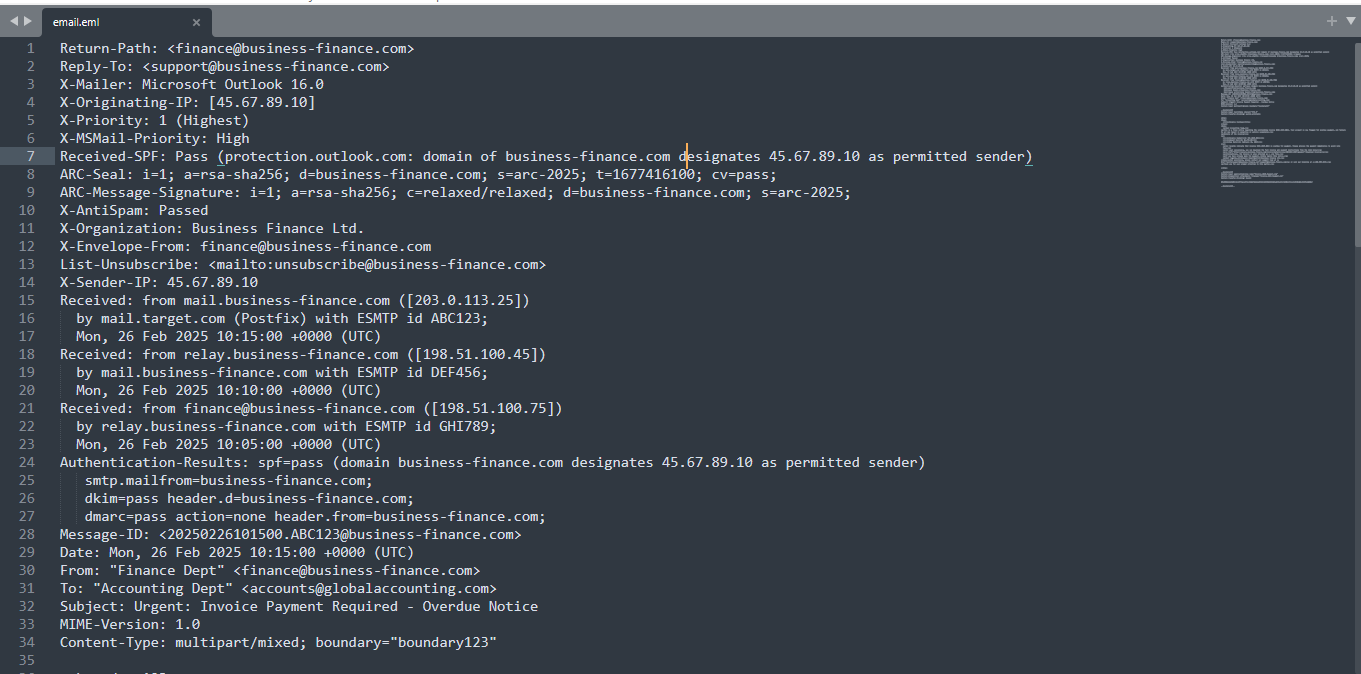 email.eml
1 Return-Path: <finance@business-finance.com>
2 Reply-To: <support@business-finance.com>
3 X-Mailer: Microsoft Outlook 16.0
4 X-Originating-IP: [45.67.89.10]
5 X-Priority: 1 (Highest)
6 X-MSMail-Priority: High
7 Received-SPF: Pass (protection.outlook.com: domain of business-finance.com designates 45.67.89.10 as permitted sender)
8 ARC-Seal: i=1; a=rsa-sha256; d=business-finance.com; s=arc-2025; t=1677416100; cv=pass;
9 ARC-Message-Signature: i=1; a=rsa-sha256; c=relaxed/relaxed; d=business-finance.com; s=arc-2025;
10 X-AntiSpam: Passed
11 X-Organization: Business Finance Ltd.
12 X-Envelope-From: finance@business-finance.com
13 List-Unsubscribe: <mailto:unsubscribe@business-finance.com>
14 X-Sender-IP: 45.67.89.10
15 Received: from mail.business-finance.com ([203.0.113.25])
16 by mail.target.com (Postfix) with ESMTP id ABC123;
17 Mon, 26 Feb 2025 10:15:00 +0000 (UTC)
18 Received: from relay.business-finance.com ([198.51.100.45])
19 by mail.business-finance.com with ESMTP id DEF456;
20 Mon, 26 Feb 2025 10:10:00 +0000 (UTC)
21 Received: from finance@business-finance.com ([198.51.100.75])
22 by relay.business-finance.com with ESMTP id GHI789;
23 Mon, 26 Feb 2025 10:05:00 +0000 (UTC)
24 Authentication-Results: spf=pass (domain business-finance.com designates 45.67.89.10 as permitted sender)
25 smtp.mailfrom=business-finance.com;
26 dkim=pass header.d=business-finance.com;
27 dmarc=pass action=none header.from=business-finance.com;
28 Message-ID: <20250226101500.ABC123@business-finance.com>
29 Date: Mon, 26 Feb 2025 10:15:00 +0000 (UTC)
30 From: "Finance Dept" <finance@business-finance.com>
31 To: "Accounting Dept" <accounts@globalaccounting.com>
32 Subject: Urgent: Invoice Payment Required - Overdue Notice
33 MIME-Version: 1.0
34 Content-Type: multipart/mixed; boundary="boundary123"
35